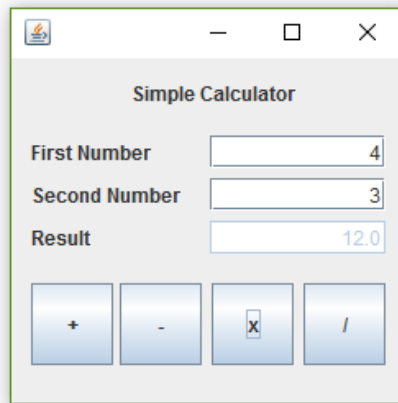 Simple Calculator
First Number 4
Second Number 3
Result 12.0
+ - x /